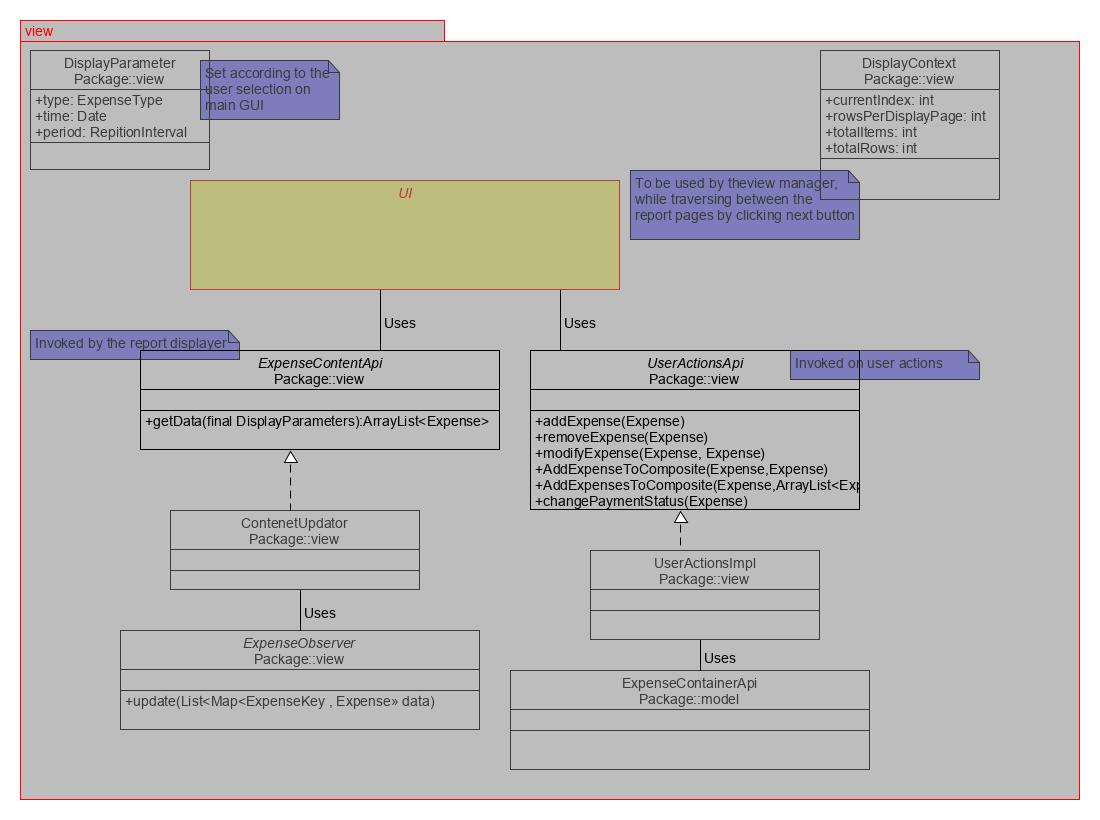 view
DisplayParameter
Package::view
+type: ExpenseType
+time: Date
+period: RepitionInterval
Set according to the
user selection on
main GUI
DisplayContext
Package::view
+currentIndex: int
+rowsPerDisplayPage: int
+totalItems: int
+totalRows: int
To be used by theview manager,
while traversing between the
report pages by clicking next button
UI
Uses
Uses
Invoked by the report displayer
ExpenseContentApi
Package::view
+getData(final DisplayParameters):ArrayList<Expense>
UserActionsApi
Package::view
Invoked on user actions
+addExpense(Expense)
+removeExpense(Expense)
+modifyExpense(Expense, Expense)
+AddExpenseToComposite(Expense,Expense)
+AddExpensesToComposite(Expense,ArrayList<Exp
+changePaymentStatus(Expense)
ContenetUpdator
Package::view
Uses
ExpenseObserver
Package::view
+update(List<Map<ExpenseKey , Expense» data)
UserActionsImpl
Package::view
Uses
ExpenseContainerApi
Package::model